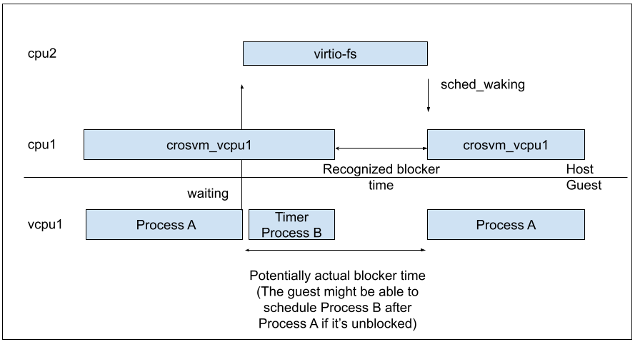 cpu2
virtio-fs
sched_waking
cpu1
crosvm_vcpu1
crosvm_vcpu1
Recognized blocker
time
Host
Guest
waiting
vcpu1
Process A
Timer
Process B
Process A
Potentially actual blocker time
(The guest might be able to
schedule Process B after
Process A if it's unblocked)